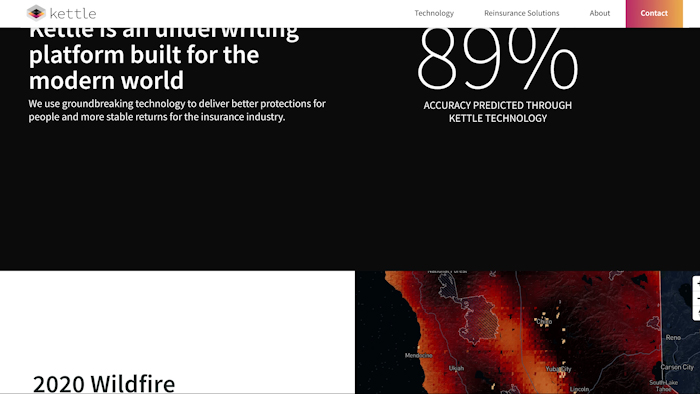 kettle
Technology
Reinsurance Solutions
About
Contact
Kettle is an underwriting
platform built for the
modern world
We use groundbreaking technology to deliver better protections for
people and more stable returns for the insurance industry.
89%
ACCURACY PREDICTED THROUGH
KETTLE TECHNOLOGY
2020 Wildfire
National Forest
Chico
Mendocino
Ukiah
Yuba City
Lincoln
Reno
Carson City
South Lake
Tahoe